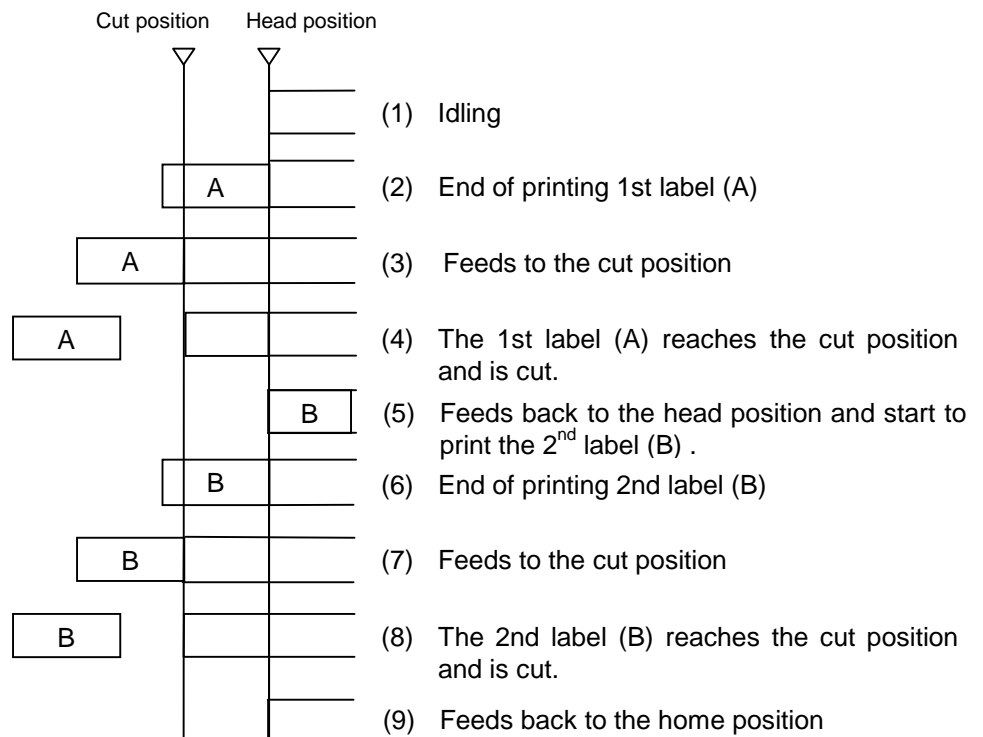 Cut position Head position
(1) Idling
A (2) End of printing 1st label (A)
A (3) Feeds to the cut position
A (4) The 1st label (A) reaches the cut position
and is cut.
B (5) Feeds back to the head position and start to
print the 2nd label (B) .
B (6) End of printing 2nd label (B)
B (7) Feeds to the cut position
B (8) The 2nd label (B) reaches the cut position
and is cut.
(9) Feeds back to the home position